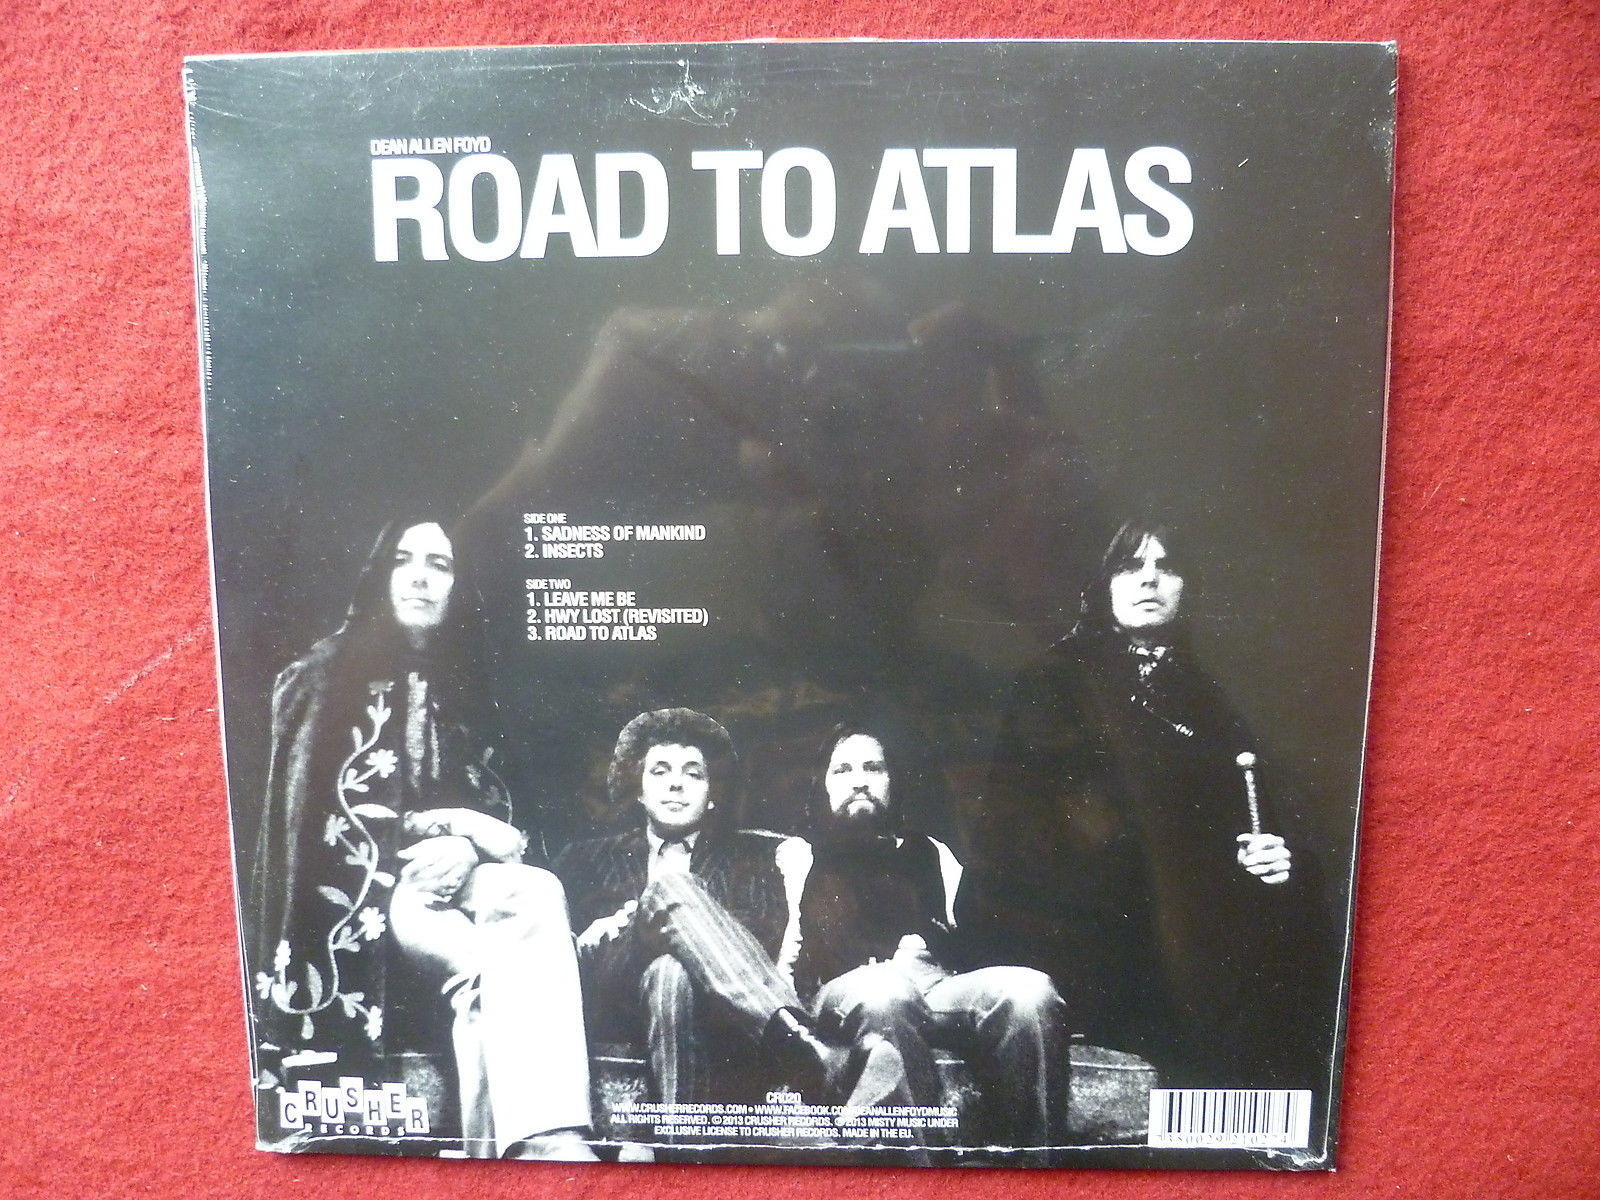 DEAN ALLEN FOYD
ROAD TO ATLAS
SIDE ONE
1. SADNESS OF MANKIND
2. INSECTS
SIDE TWO
1. LEAVE ME BE
2. HWY LOST (REVISITED)
3. ROAD TO ATLAS
CRUSHER
RECORDS
CR020
WWW.CRUSHERRECORDS.COM • WWW.FACEBOOK.COM/DEANALLENFOYDMUSIC
ALL RIGHTS RESERVED. © 2013 CRUSHER RECORDS. ℗ 2013 MISTY MUSIC UNDER
EXCLUSIVE LICENSE TO CRUSHER RECORDS. MADE IN THE EU.